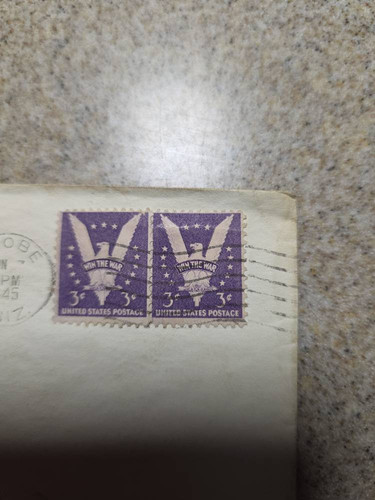 OBE
PM
45
IZ.
WIN THE WAR
3¢ 3¢
UNITED STATES POSTAGE
WIN THE WAR
3¢ 3¢
UNITED STATES POSTAGE